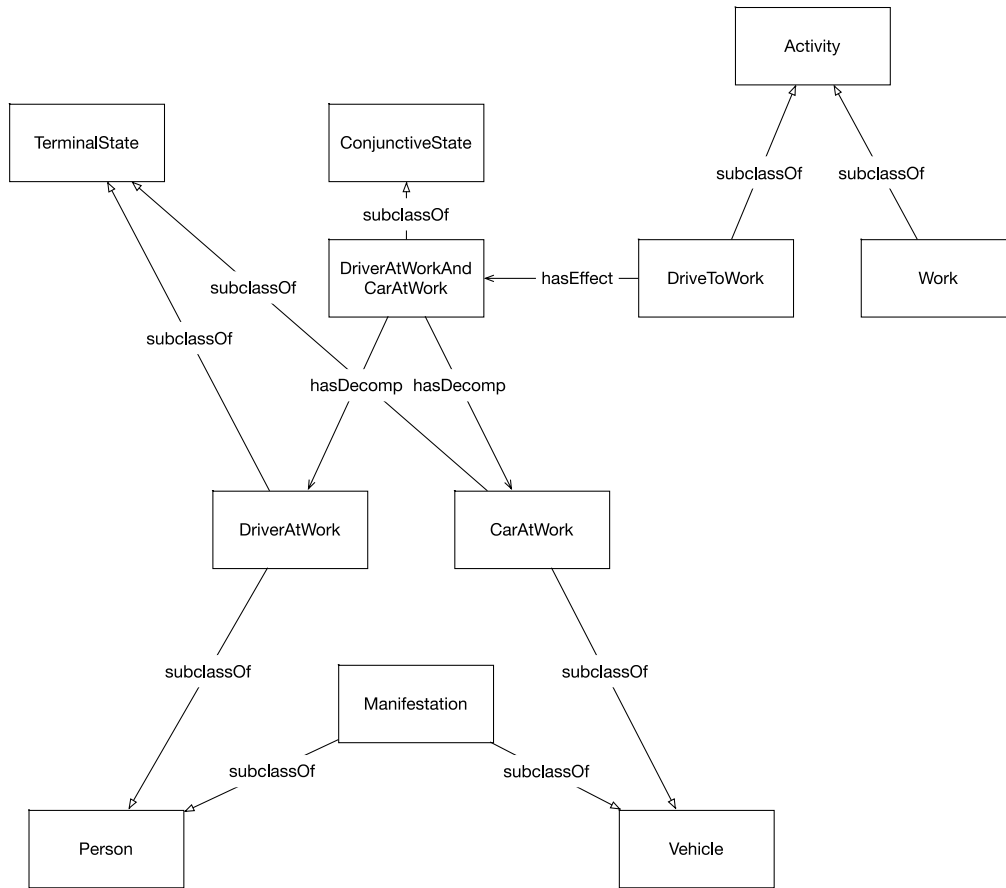 Activity
TerminalState
ConjunctiveState
subclassOf
subclassOf
subclassOf
DriverAtWorkAnd
CarAtWork
hasEffect
DriveToWork
Work
subclassOf
subclassOf
hasDecomp
hasDecomp
DriverAtWork
CarAtWork
subclassOf
subclassOf
Manifestation
subclassOf
subclassOf
Person
Vehicle